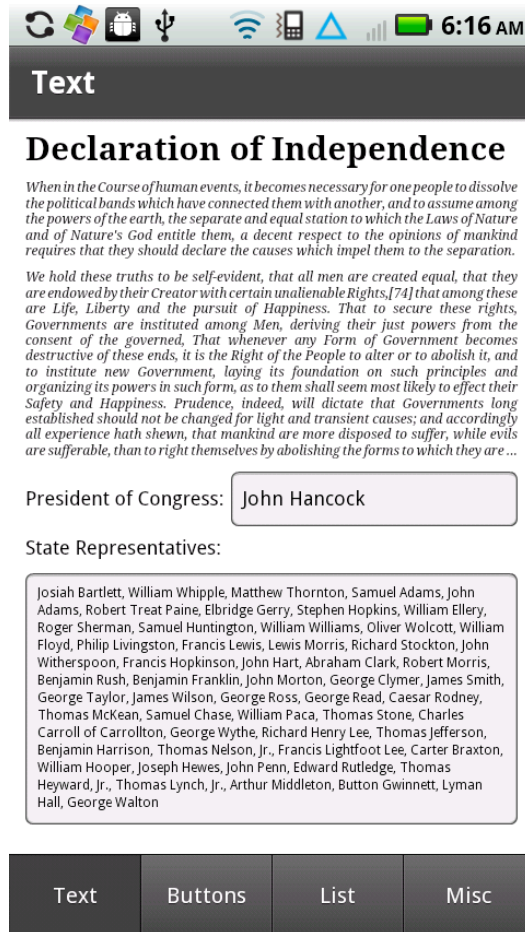 6:16 AM
Text
Declaration of Independence
When in the Course of human events, it becomes necessary for one people to dissolve
the political bands which have connected them with another, and to assume among
the powers of the earth, the separate and equal station to which the Laws of Nature
and of Nature's God entitle them, a decent respect to the opinions of mankind
requires that they should declare the causes which impel them to the separation.
We hold these truths to be self-evident, that all men are created equal, that they
are endowed by their Creator with certain unalienable Rights,[74] that among these
are Life, Liberty and the pursuit of Happiness. That to secure these rights,
Governments are instituted among Men, deriving their just powers from the
consent of the governed, That whenever any Form of Government becomes
destructive of these ends, it is the Right of the People to alter or to abolish it, and
to institute new Government, laying its foundation on such principles and
organizing its powers in such form, as to them shall seem most likely to effect their
Safety and Happiness. Prudence, indeed, will dictate that Governments long
established should not be changed for light and transient causes; and accordingly
all experience hath shewn, that mankind are more disposed to suffer, while evils
are sufferable, than to right themselves by abolishing the forms to which they are ...
President of Congress: John Hancock
State Representatives:
Josiah Bartlett, William Whipple, Matthew Thornton, Samuel Adams, John
Adams, Robert Treat Paine, Elbridge Gerry, Stephen Hopkins, William Ellery,
Roger Sherman, Samuel Huntington, William Williams, Oliver Wolcott, William
Floyd, Philip Livingston, Francis Lewis, Lewis Morris, Richard Stockton, John
Witherspoon, Francis Hopkinson, John Hart, Abraham Clark, Robert Morris,
Benjamin Rush, Benjamin Franklin, John Morton, George Clymer, James Smith,
George Taylor, James Wilson, George Ross, George Read, Caesar Rodney,
Thomas McKean, Samuel Chase, William Paca, Thomas Stone, Charles
Carroll of Carrollton, George Wythe, Richard Henry Lee, Thomas Jefferson,
Benjamin Harrison, Thomas Nelson, Jr., Francis Lightfoot Lee, Carter Braxton,
William Hooper, Joseph Hewes, John Penn, Edward Rutledge, Thomas
Heyward, Jr., Thomas Lynch, Jr., Arthur Middleton, Button Gwinnett, Lyman
Hall, George Walton
Text Buttons List Misc